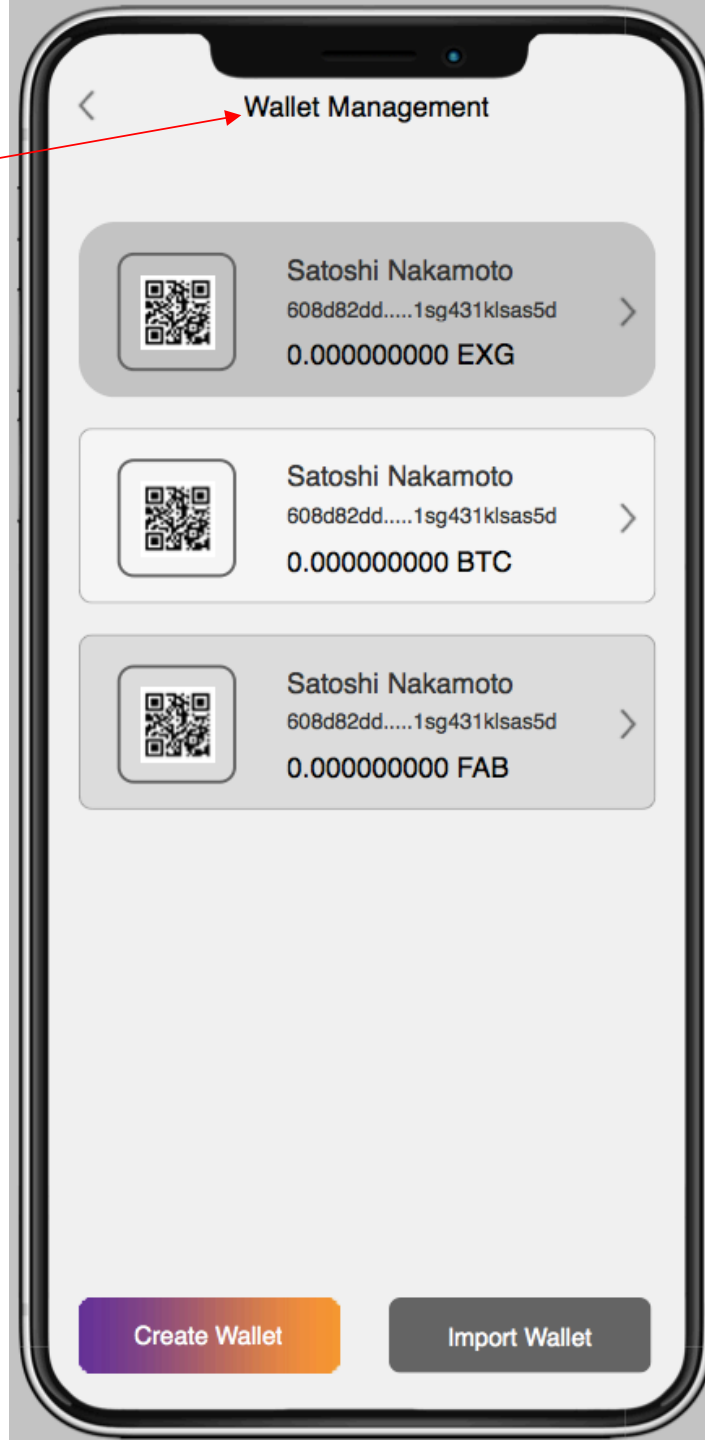 Wallet Management
Satoshi Nakamoto
608d82dd.....1sg431klsas5d
0.000000000 EXG
Satoshi Nakamoto
608d82dd.....1sg431klsas5d
0.000000000 BTC
Satoshi Nakamoto
608d82dd.....1sg431klsas5d
0.000000000 FAB
Create Wallet
Import Wallet